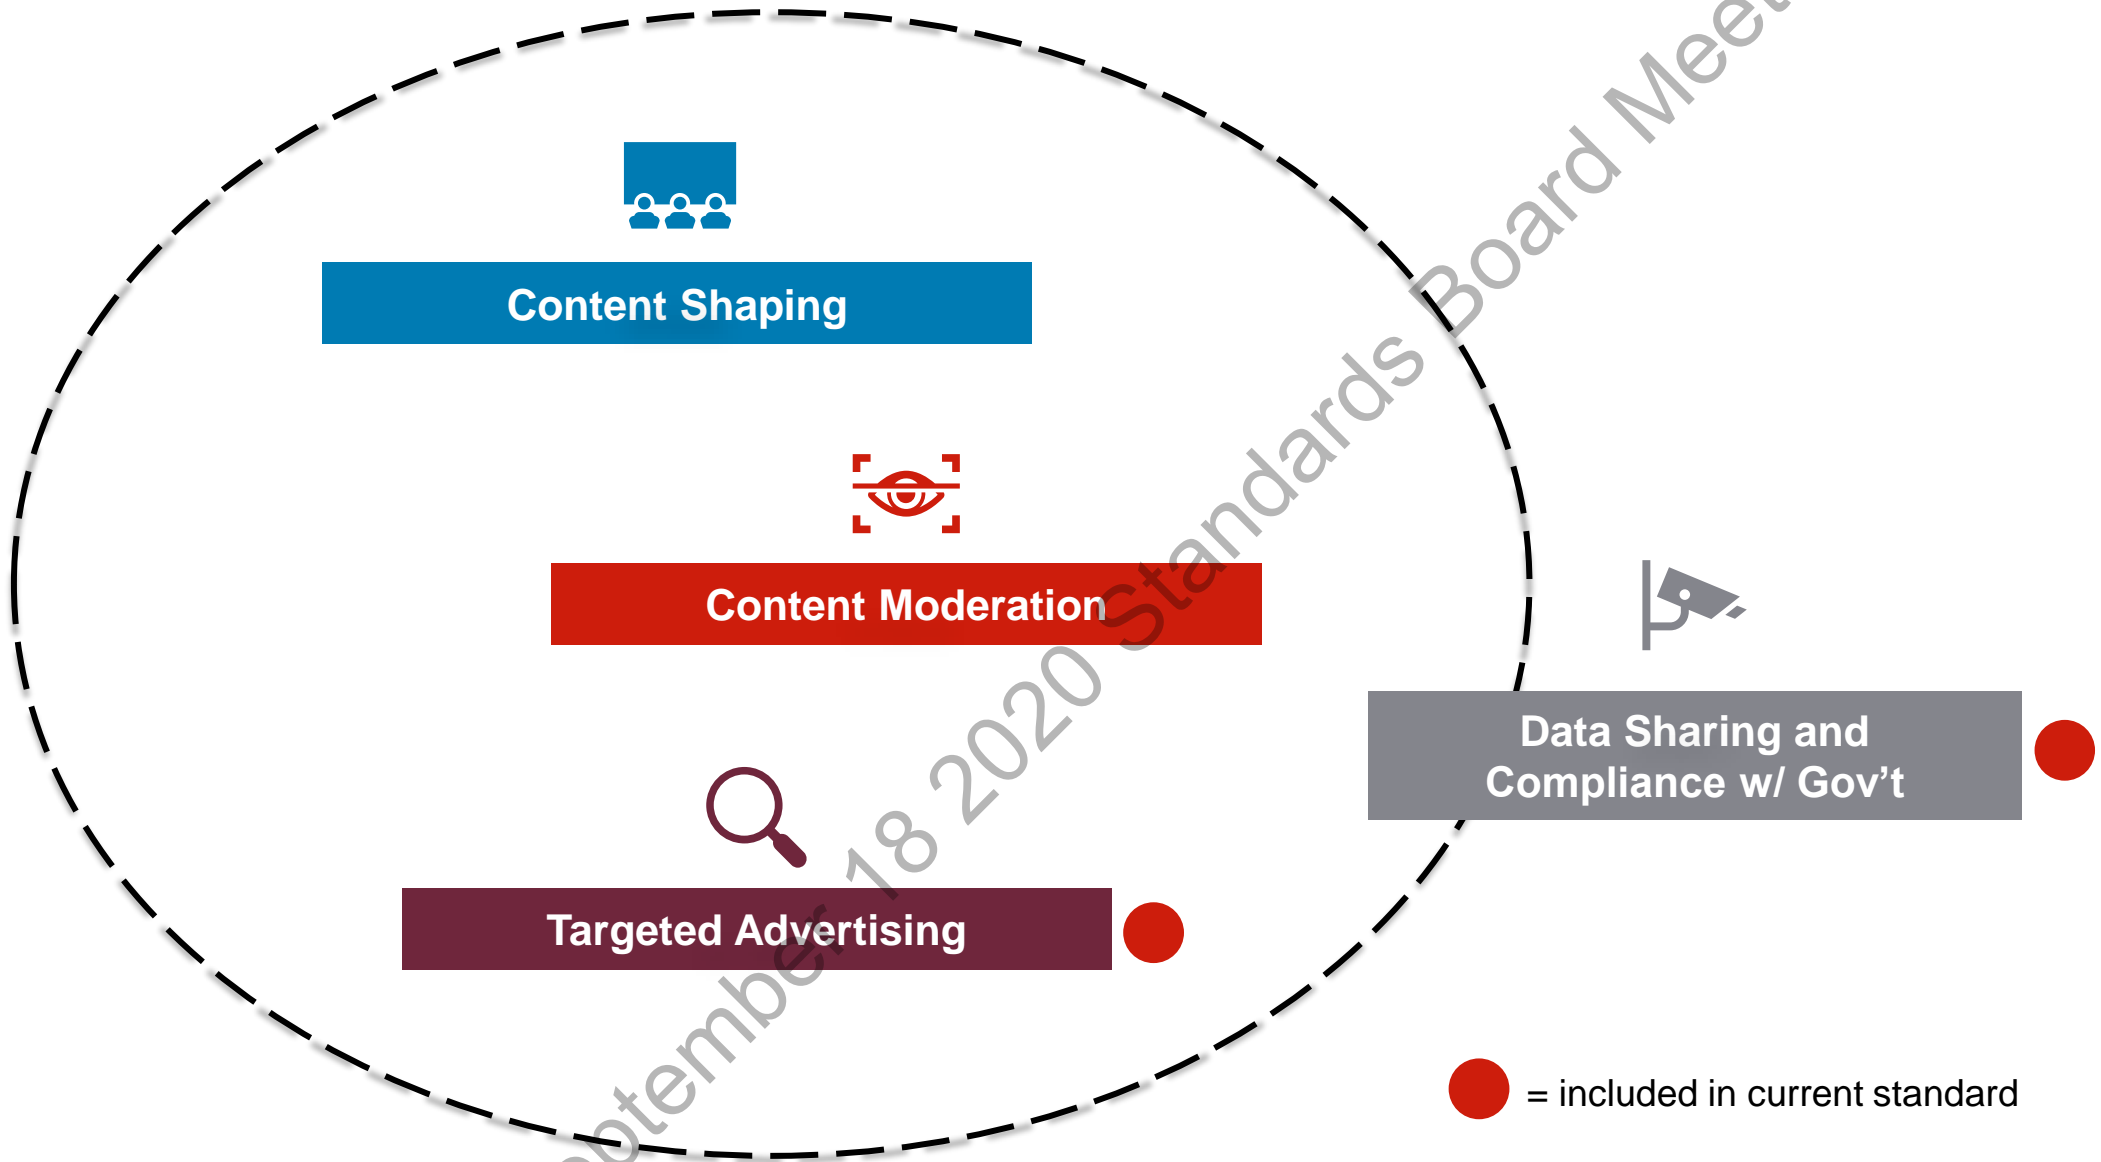 Content Shaping
Content Moderation
Data Sharing and
Compliance w/ Gov't
Targeted Advertising
= included in current standard
18 2020 Standards Board